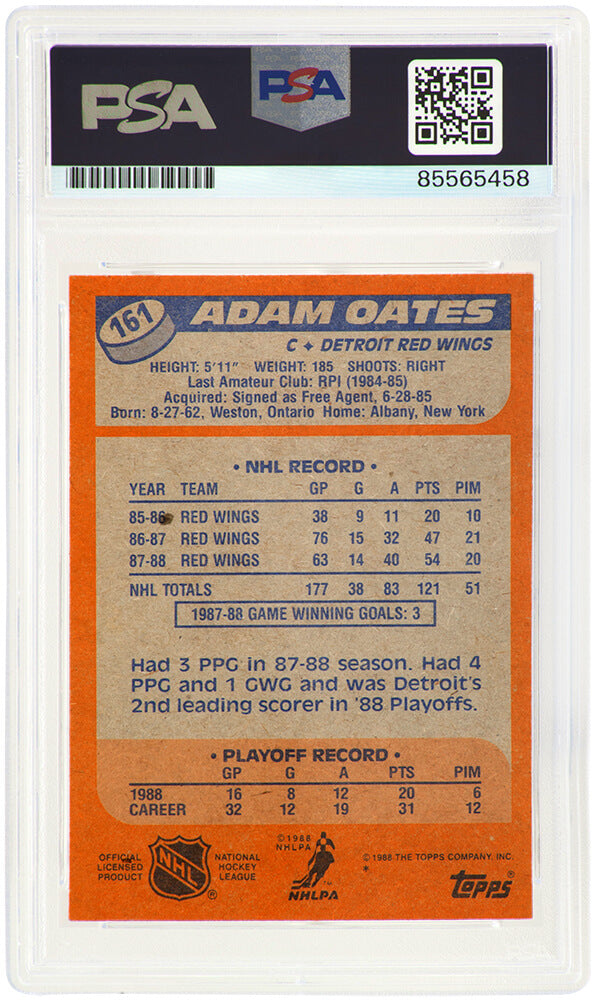 PSA PSA
85565458
161 ADAM OATES
C ✦ DETROIT RED WINGS
HEIGHT: 5'11" WEIGHT: 185 SHOOTS: RIGHT
Last Amateur Club: RPI (1984-85)
Acquired: Signed as Free Agent, 6-28-85
Born: 8-27-62, Weston, Ontario Home: Albany, New York
• NHL RECORD •
YEAR TEAM GP G A PTS PIM
85-86 RED WINGS 38 9 11 20 10
86-87 RED WINGS 76 15 32 47 21
87-88 RED WINGS 63 14 40 54 20
NHL TOTALS 177 38 83 121 51
1987-88 GAME WINNING GOALS: 3
Had 3 PPG in 87-88 season. Had 4
PPG and 1 GWG and was Detroit's
2nd leading scorer in '88 Playoffs.
• PLAYOFF RECORD •
GP G A PTS PIM
1988 16 8 12 20 6
CAREER 32 12 19 31 12
OFFICIAL
LICENSED
PRODUCT
NHL ®
NATIONAL
HOCKEY
LEAGUE
©1988
NHLPA
™
NHLPA
© 1988 THE TOPPS COMPANY, INC.
*
topps®